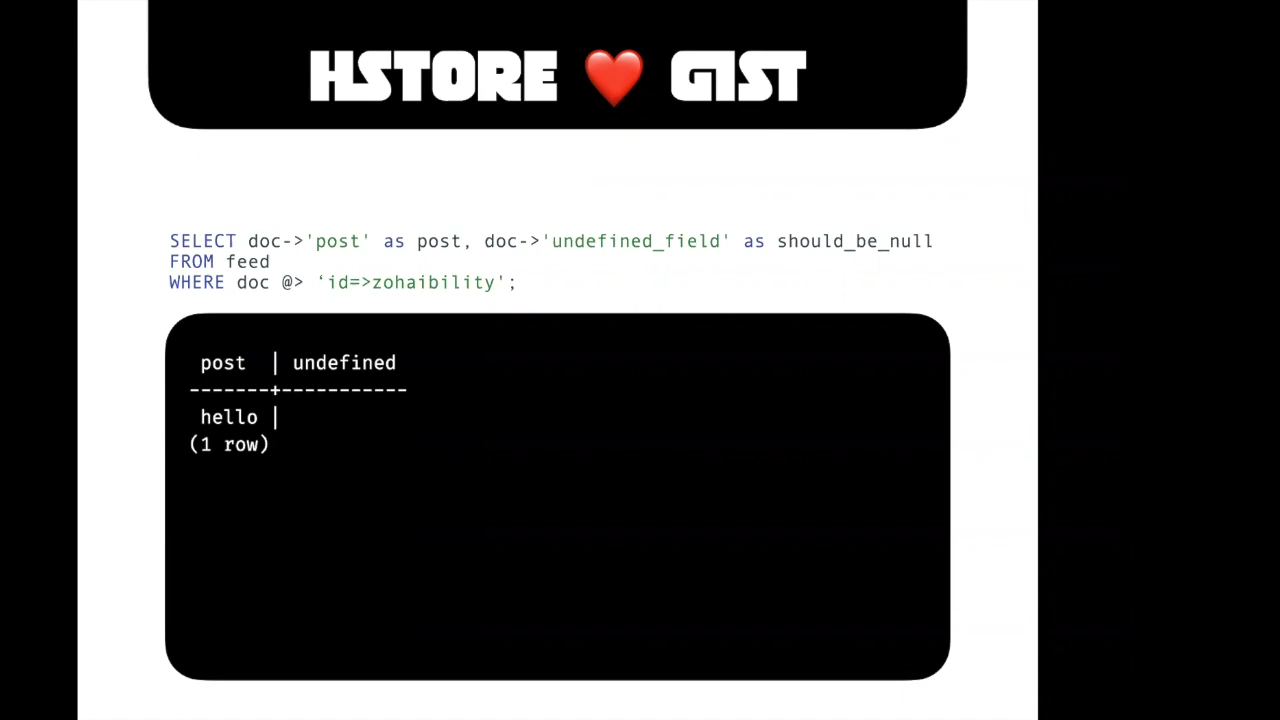 HSTORE ❤️ GIST
SELECT doc->'post' as post, doc->'undefined_field' as should_be_null
FROM feed
WHERE doc @> ‘id=>zohaibility';
post | undefined
-------+-----------
hello |
(1 row)